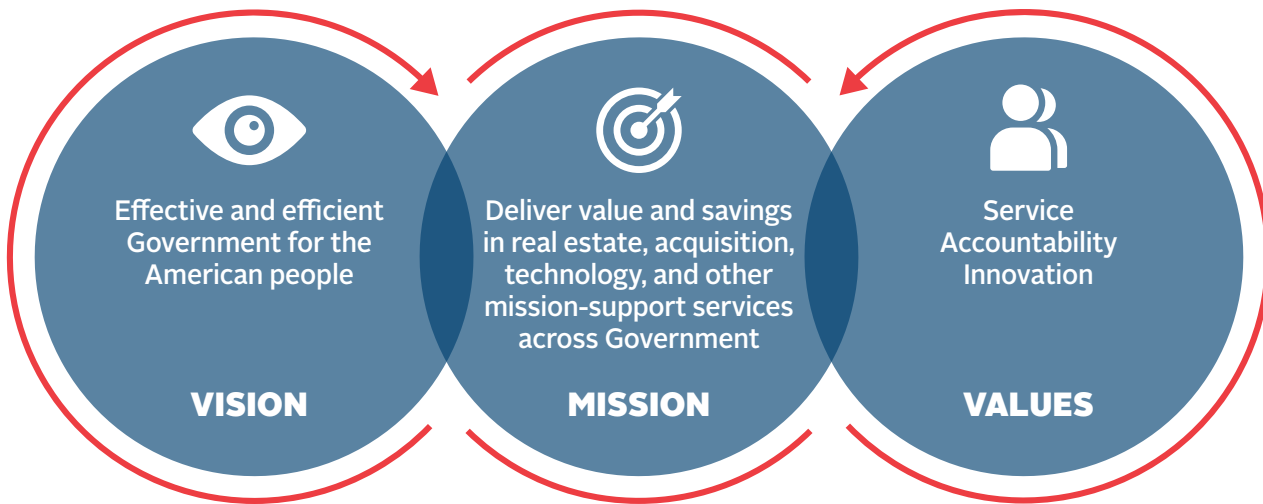 Effective and efficient
Government for the
American people
VISION
Deliver value and savings
in real estate, acquisition,
technology, and other
mission-support services
across Government
MISSION
Service
Accountability
Innovation
VALUES